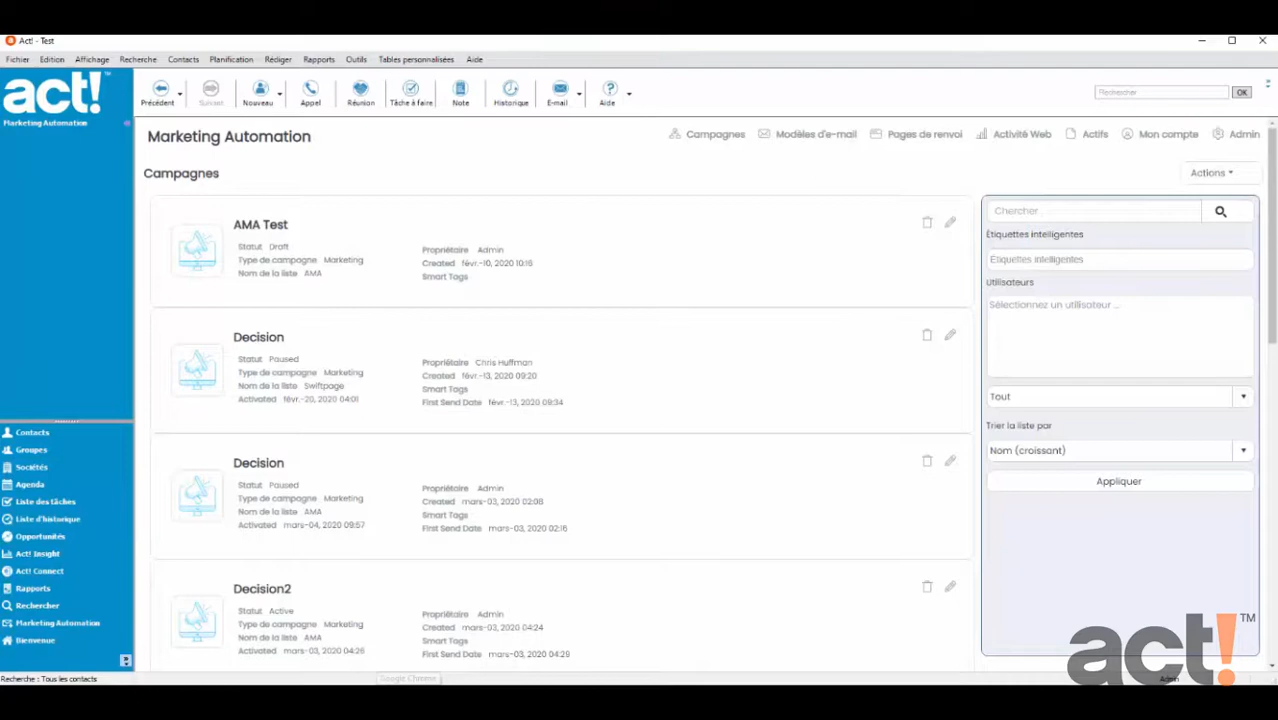 Act! - Test
Fichier Edition Affichage Recherche Contacts Planification Rédiger Rapports Outils Tables personnalisées Aide
act!™
Marketing Automation
Précédent Suivant Nouveau Appel Réunion Tâche à faire Note Historique E-mail Aide
Rechercher OK
Marketing Automation
Campagnes Modèles d'e-mail Pages de renvoi Activité Web Actifs Mon compte Admin
Campagnes
Actions
AMA Test
Statut Draft
Type de campagne Marketing
Nom de la liste AMA
Propriétaire Admin
Created févr.-10, 2020 10:16
Smart Tags
Decision
Statut Paused
Type de campagne Marketing
Nom de la liste Swiftpage
Activated févr.-20, 2020 04:01
Propriétaire Chris Huffman
Created févr.-13, 2020 09:20
Smart Tags
First Send Date févr.-13, 2020 09:34
Decision
Statut Paused
Type de campagne Marketing
Nom de la liste AMA
Activated mars-04, 2020 09:57
Propriétaire Admin
Created mars-03, 2020 02:08
Smart Tags
First Send Date mars-03, 2020 02:16
Decision2
Statut Active
Type de campagne Marketing
Nom de la liste AMA
Activated mars-03, 2020 04:26
Propriétaire Admin
Created mars-03, 2020 04:24
Smart Tags
First Send Date mars-03, 2020 04:29
Chercher...
Étiquettes intelligentes
Étiquettes intelligentes
Utilisateurs
Sélectionnez un utilisateur ...
Tout
Trier la liste par
Nom (croissant)
Appliquer
Contacts
Groupes
Sociétés
Agenda
Liste des tâches
Liste d'historique
Opportunités
Act! Insight
Act! Connect
Rapports
Rechercher
Marketing Automation
Bienvenue
Recherche : Tous les contacts
Google Chrome
Admin
act!™